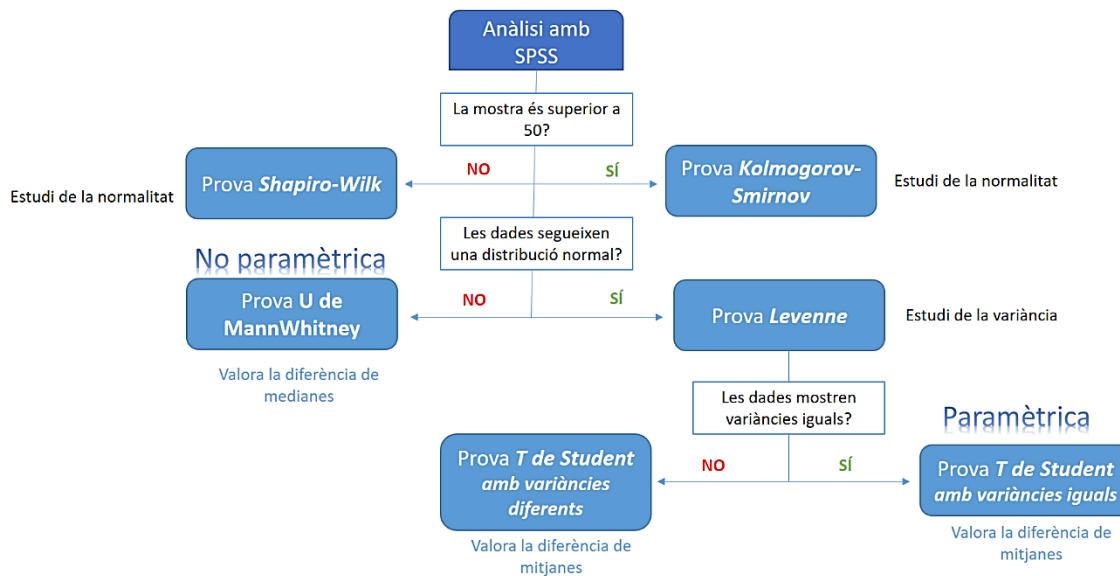 Anàlisi amb
SPSS
La mostra és superior a
50?
NO
SÍ
Estudi de la normalitat
Prova Shapiro-Wilk
Prova Kolmogorov-
Smirnov
Estudi de la normalitat
Les dades segueixen
una distribució normal?
No paramètrica
NO
SÍ
Prova U de
MannWhitney
Prova Levenne
Estudi de la variància
Valora la diferència de
medianes
Les dades mostren
variàncies iguals?
Paramètrica
NO
SÍ
Prova T de Student
amb variàncies
diferents
Prova T de Student
amb variàncies iguals
Valora la diferència de
mitjanes
Valora la diferència de
mitjanes